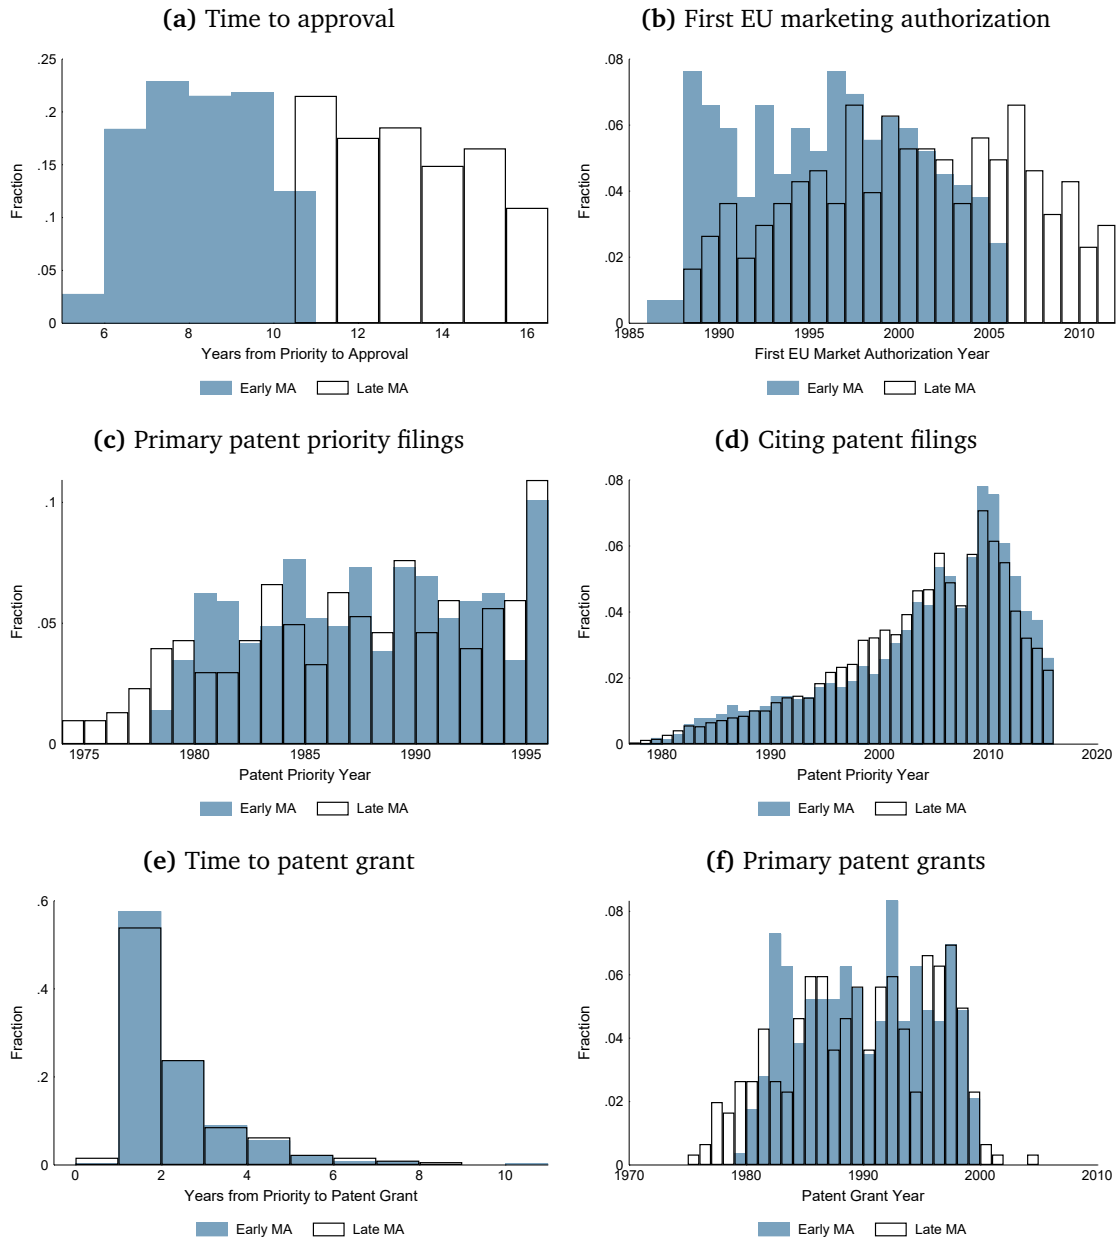 (a) Time to approval
.25
.2
.15
.1
.05
0
Fraction
6 8 10 12 14 16
Years from Priority to Approval
Early MA Late MA
(b) First EU marketing authorization
.08
.06
.04
.02
0
Fraction
1985 1990 1995 2000 2005 2010
First EU Market Authorization Year
Early MA Late MA
(c) Primary patent priority filings
.1
.05
0
Fraction
1975 1980 1985 1990 1995
Patent Priority Year
Early MA Late MA
(d) Citing patent filings
.08
.06
.04
.02
0
Fraction
1980 1990 2000 2010 2020
Patent Priority Year
Early MA Late MA
(e) Time to patent grant
.6
.4
.2
0
Fraction
0 2 4 6 8 10
Years from Priority to Patent Grant
Early MA Late MA
(f) Primary patent grants
.08
.06
.04
.02
0
Fraction
1970 1980 1990 2000 2010
Patent Grant Year
Early MA Late MA